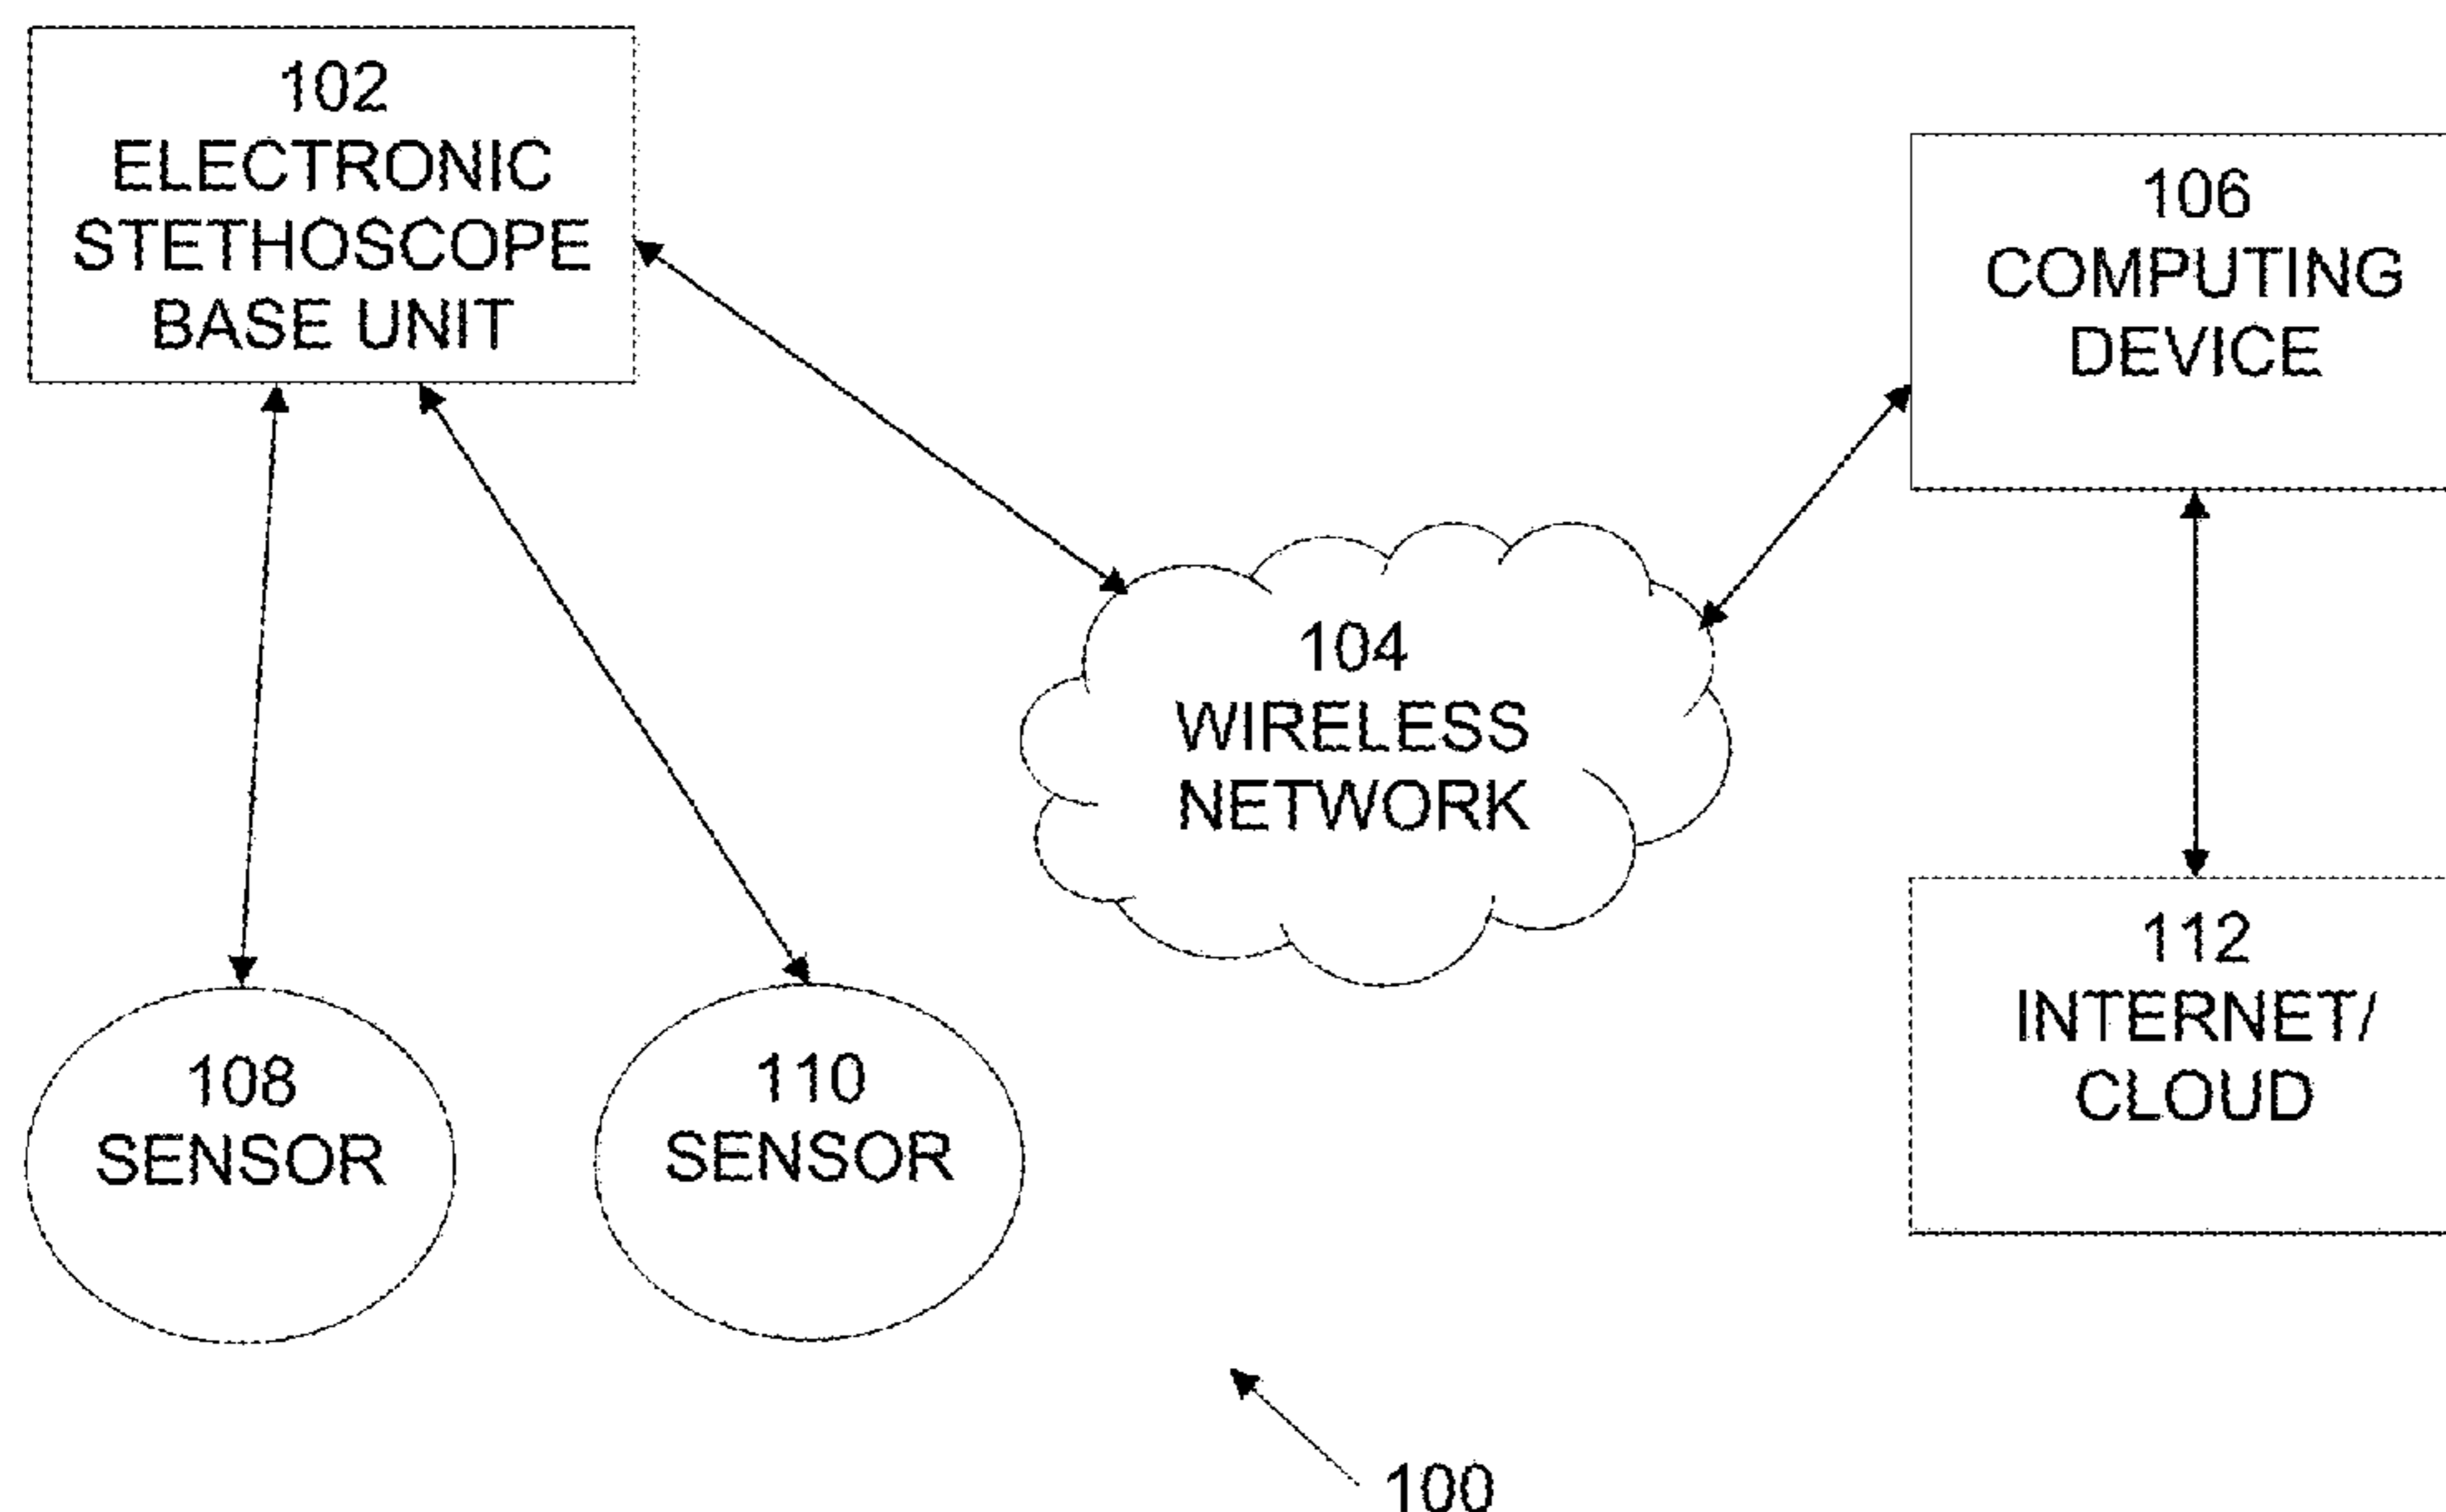 102
ELECTRONIC
STETHOSCOPE
BASE UNIT
106
COMPUTING
DEVICE
104
WIRELESS
NETWORK
112
INTERNET/
CLOUD
108
SENSOR
110
SENSOR
100